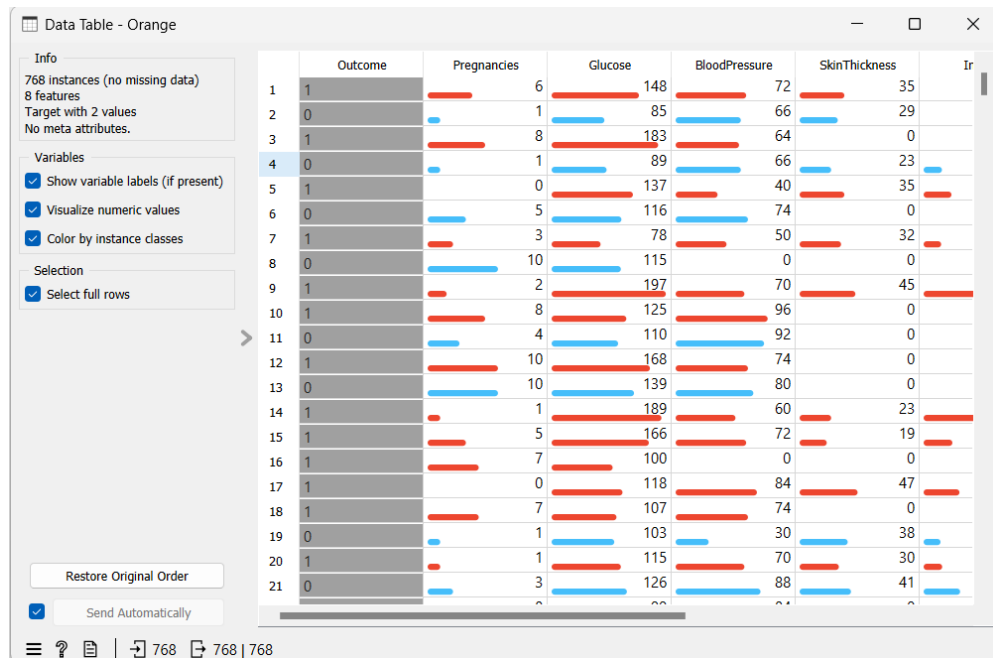 Data Table - Orange
Info
768 instances (no missing data)
8 features
Target with 2 values
No meta attributes.
Variables
Show variable labels (if present)
Visualize numeric values
Color by instance classes
Selection
Select full rows
Restore Original Order
Send Automatically
768 768 | 768
Outcome Pregnancies Glucose BloodPressure SkinThickness
1 1 6 148 72 35
2 0 1 85 66 29
3 1 8 183 64 0
4 0 1 89 66 23
5 1 0 137 40 35
6 0 5 116 74 0
7 1 3 78 50 32
8 0 10 115 0 0
9 1 2 197 70 45
10 1 8 125 96 0
11 0 4 110 92 0
12 1 10 168 74 0
13 0 10 139 80 0
14 1 1 189 60 23
15 1 5 166 72 19
16 1 7 100 0 0
17 1 0 118 84 47
18 1 7 107 74 0
19 0 1 103 30 38
20 1 1 115 70 30
21 0 3 126 88 41